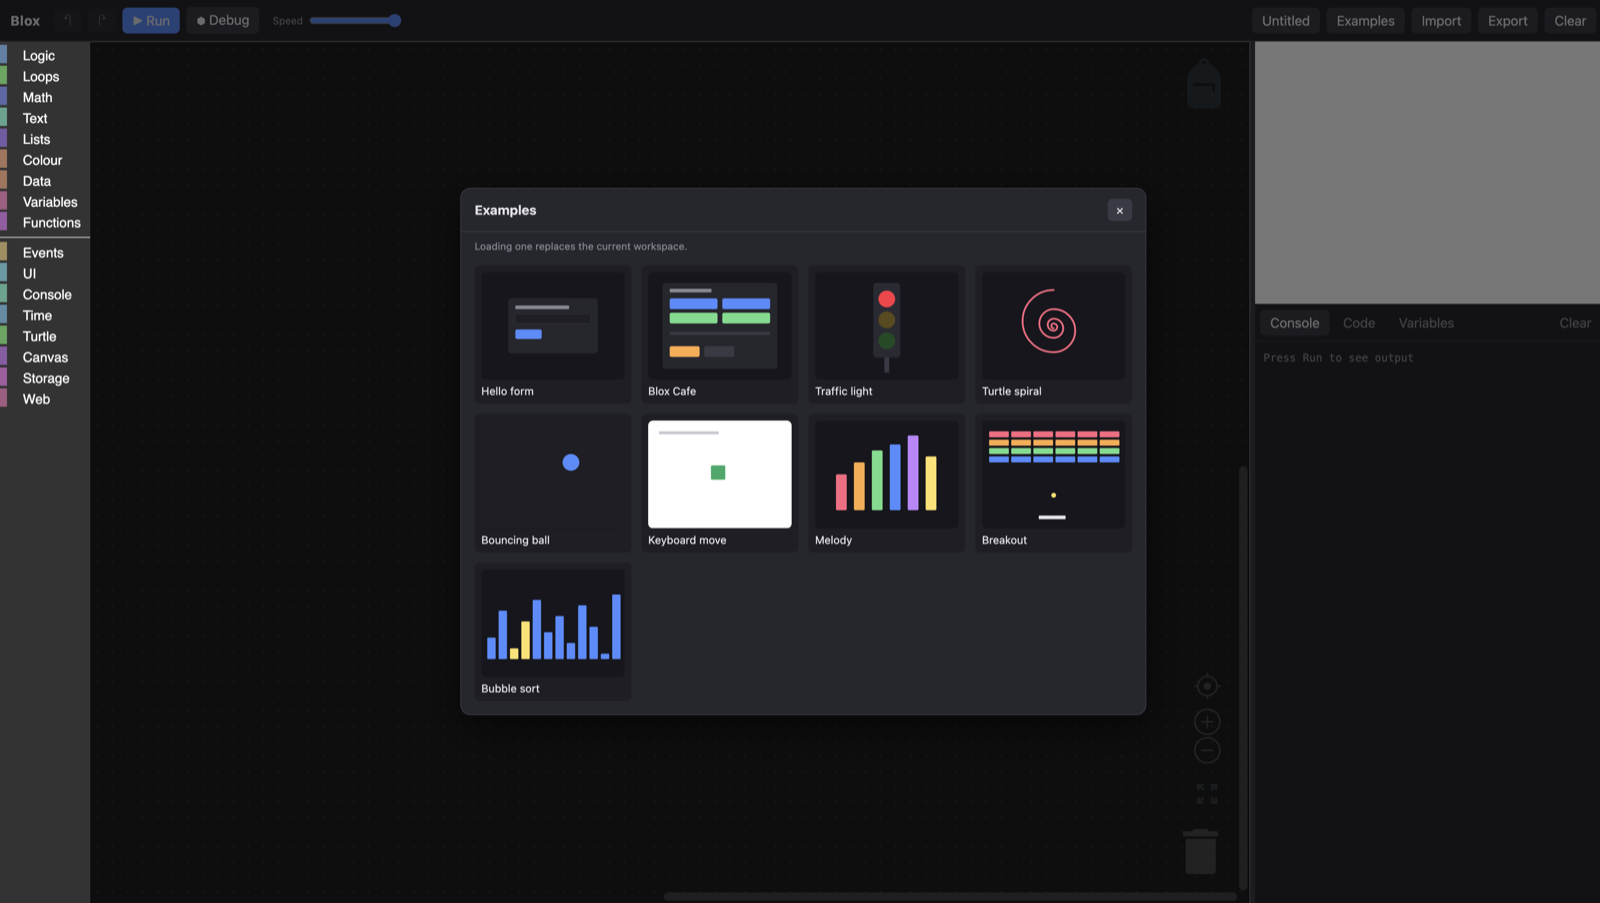 Blox
Run
Debug
Speed
Untitled
Examples
Import
Export
Clear
Logic
Loops
Math
Text
Lists
Colour
Data
Variables
Functions
Events
UI
Console
Time
Turtle
Canvas
Storage
Web
Examples
Loading one replaces the current workspace.
Hello form
Blox Cafe
Traffic light
Turtle spiral
Bouncing ball
Keyboard move
Melody
Breakout
Bubble sort
Console
Code
Variables
Clear
Press Run to see output